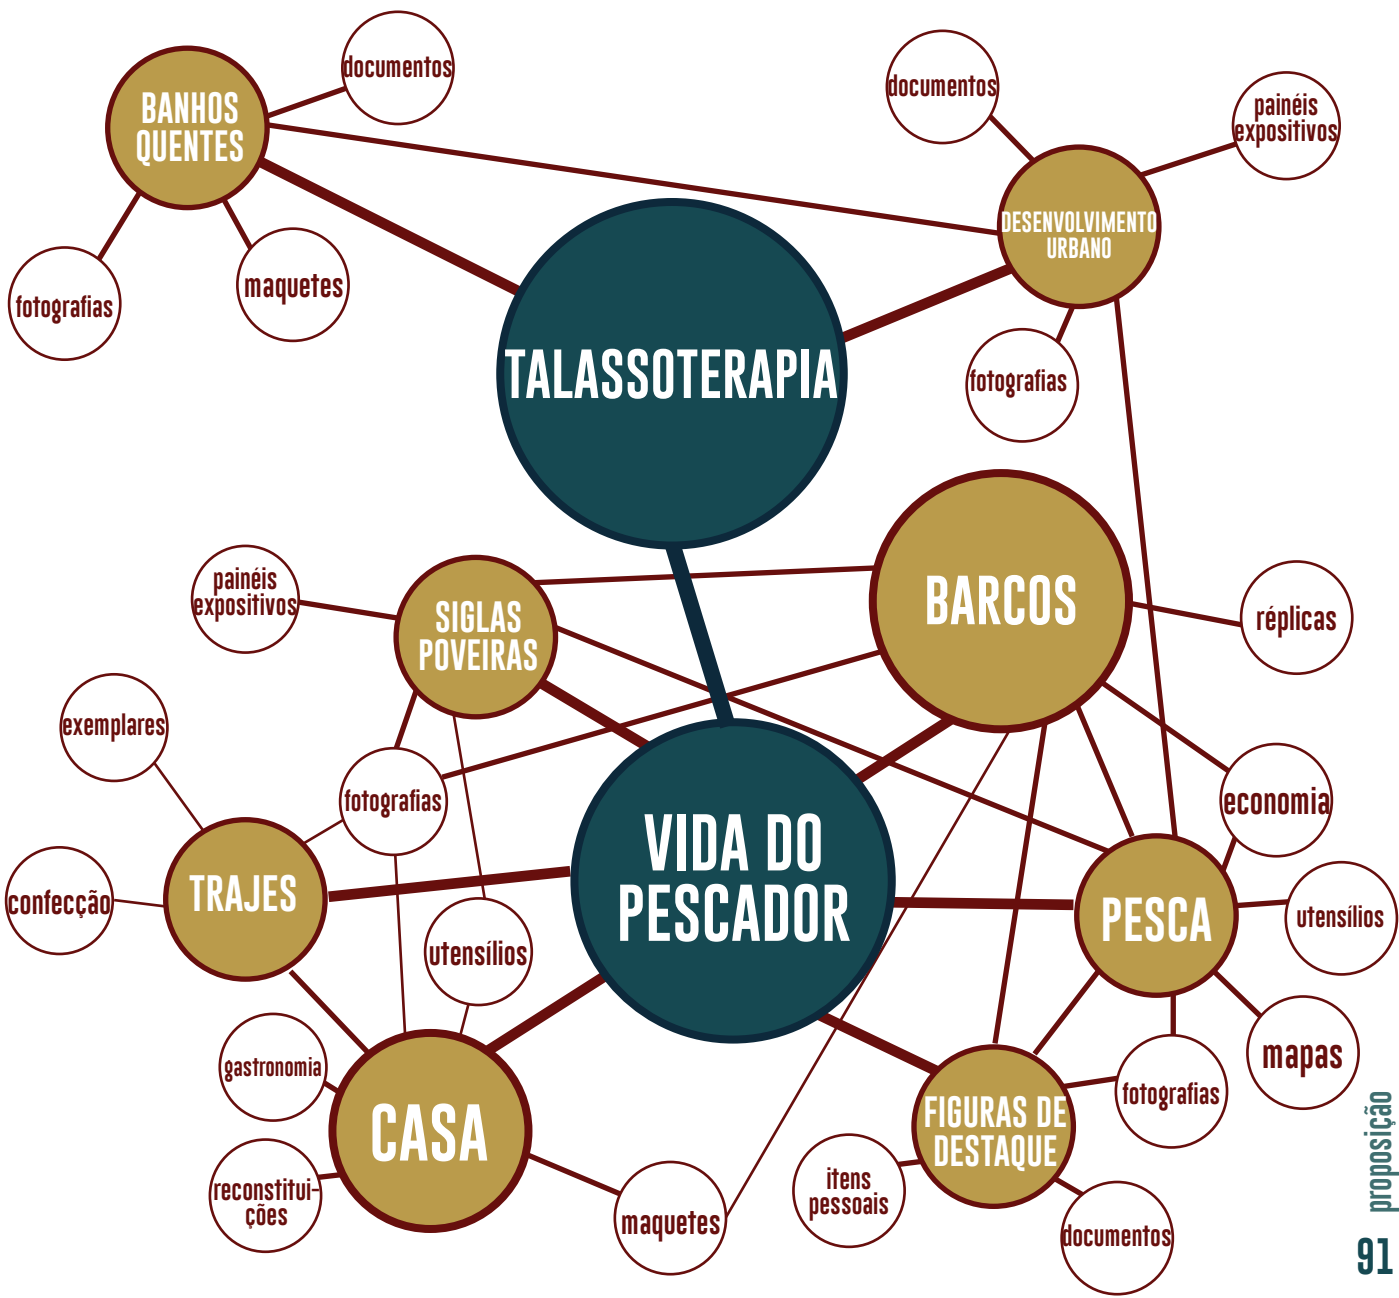 documentos
BANHOS
QUENTES
fotografias
maquetes
documentos
painéis
expositivos
DESENVOLVIMENTO
URBANO
fotografias
TALASSOTERAPIA
painéis
expositivos
SIGLAS
POVEIRAS
BARCOS
réplicas
exemplares
fotografias
economia
TRAJES
confecção
VIDA DO
PESCADOR
PESCA
utensílios
utensílios
mapas
gastronomia
CASA
reconstitui-
ções
maquetes
FIGURAS DE
DESTAQUE
fotografias
itens
pessoais
documentos
proposição
91